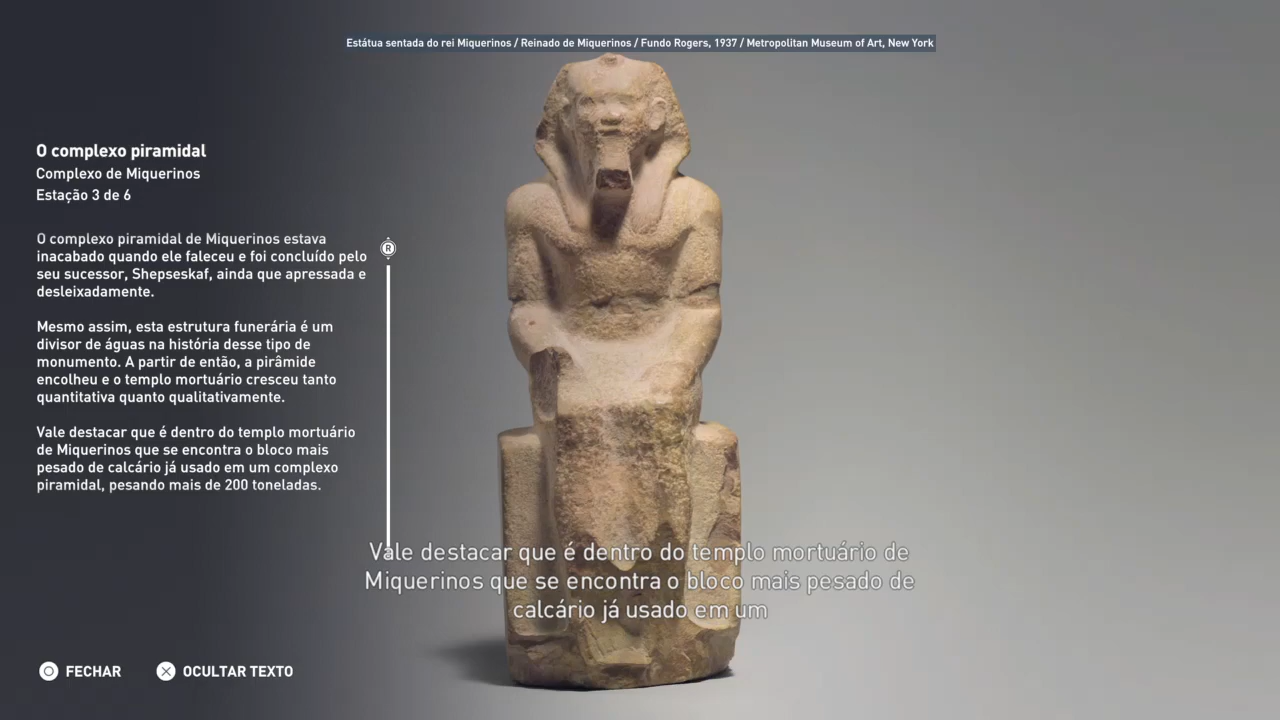 Estátua sentada do rei Miquerinos / Reinado de Miquerinos / Fundo Rogers, 1937 / Metropolitan Museum of Art, New York
O complexo piramidal
Complexo de Miquerinos
Estação 3 de 6
O complexo piramidal de Miquerinos estava
inacabado quando ele faleceu e foi concluído pelo
seu sucessor, Shepseskaf, ainda que apressada e
desleixadamente.
Mesmo assim, esta estrutura funerária é um
divisor de águas na história desse tipo de
monumento. A partir de então, a pirâmide
encolheu e o templo mortuário cresceu tanto
quantitativa quanto qualitativamente.
Vale destacar que é dentro do templo mortuário
de Miquerinos que se encontra o bloco mais
pesado de calcário já usado em um complexo
piramidal, pesando mais de 200 toneladas.
R
Vale destacar que é dentro do templo mortuário de
Miquerinos que se encontra o bloco mais pesado de
calcário já usado em um
FECHAR
OCULTAR TEXTO